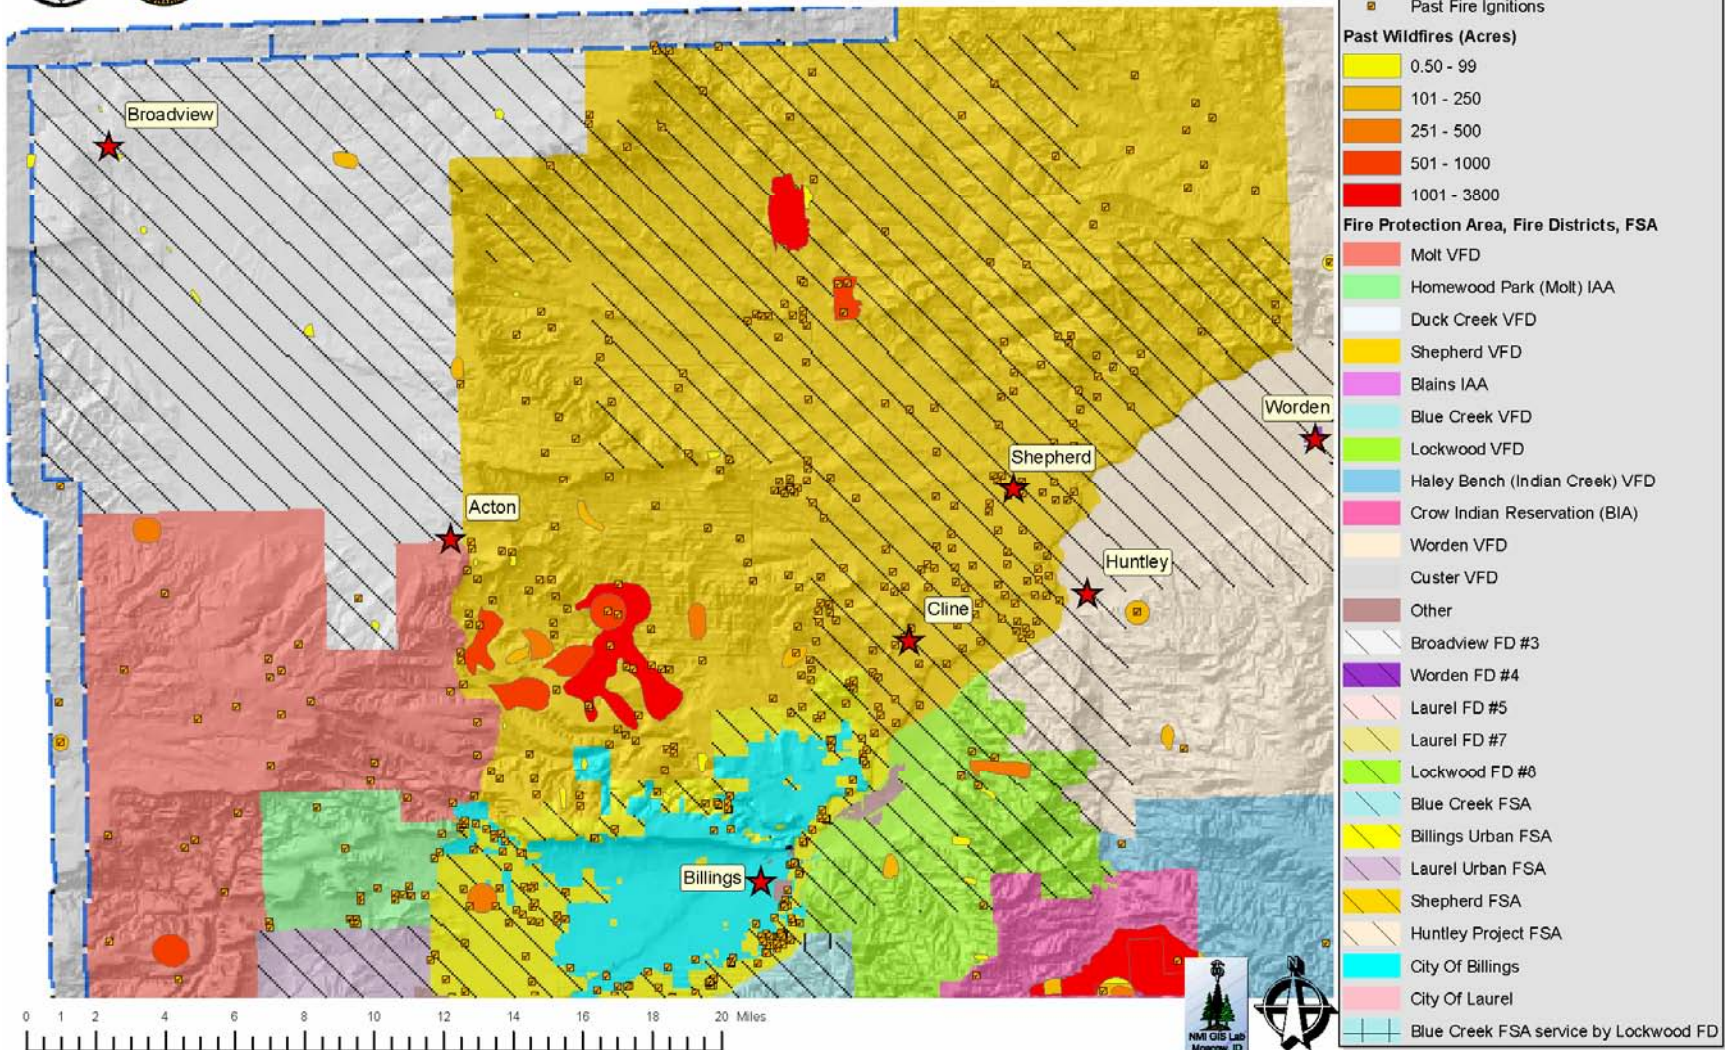 Past Fire Ignitions
Past Wildfires (Acres)
0.50 - 99
101 - 250
251 - 500
501 - 1000
1001 - 3800
Fire Protection Area, Fire Districts, FSA
Molt VFD
Homewood Park (Molt) IAA
Duck Creek VFD
Shepherd VFD
Blains IAA
Blue Creek VFD
Lockwood VFD
Haley Bench (Indian Creek) VFD
Crow Indian Reservation (BIA)
Worden VFD
Custer VFD
Other
Broadview FD #3
Worden FD #4
Laurel FD #5
Laurel FD #7
Lockwood FD #8
Blue Creek FSA
Billings Urban FSA
Laurel Urban FSA
Shepherd FSA
Huntley Project FSA
City Of Billings
City Of Laurel
Blue Creek FSA service by Lockwood FD
Broadview
Worden
Shepherd
Acton
Huntley
Cline
Billings
0 1 2 4 6 8 10 12 14 16 18 20 Miles
NMI GIS Lab
Moscow, ID
N